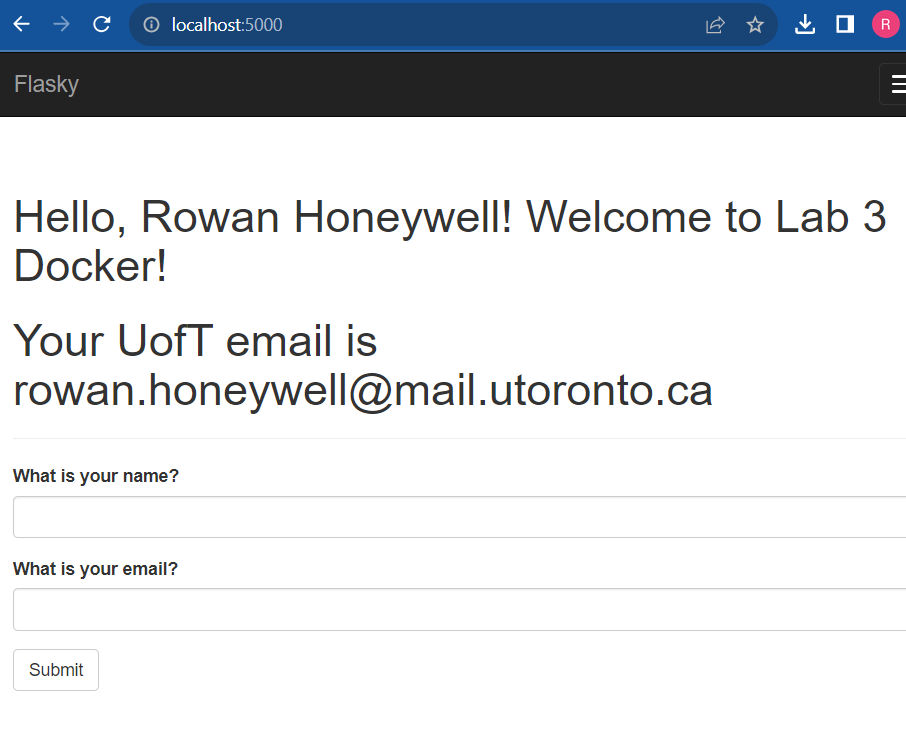 localhost:5000
R
Flasky
Hello, Rowan Honeywell! Welcome to Lab 3
Docker!
Your UofT email is
rowan.honeywell@mail.utoronto.ca
What is your name?
What is your email?
Submit